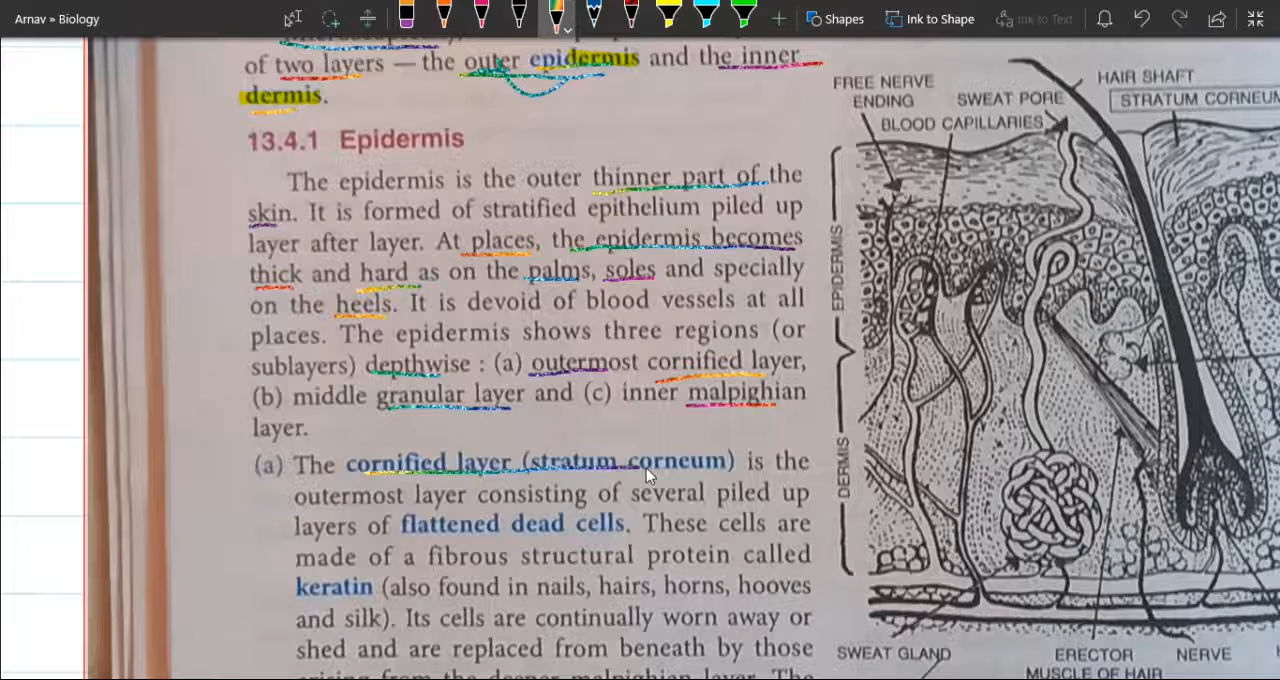 Arnav » Biology
Shapes
Ink to Shape
Ink to Text
of two layers — the outer epidermis and the inner
dermis.
13.4.1 Epidermis
The epidermis is the outer thinner part of the
skin. It is formed of stratified epithelium piled up
layer after layer. At places, the epidermis becomes
thick and hard as on the palms, soles and specially
on the heels. It is devoid of blood vessels at all
places. The epidermis shows three regions (or
sublayers) depthwise : (a) outermost cornified layer,
(b) middle granular layer and (c) inner malpighian
layer.
(a) The cornified layer (stratum corneum) is the
outermost layer consisting of several piled up
layers of flattened dead cells. These cells are
made of a fibrous structural protein called
keratin (also found in nails, hairs, horns, hooves
and silk). Its cells are continually worn away or
shed and are replaced from beneath by those
arising from the deeper malpighian layer. The
FREE NERVE
ENDING
SWEAT PORE
BLOOD CAPILLARIES
HAIR SHAFT
STRATUM CORNEUM
EPIDERMIS
DERMIS
SWEAT GLAND
ERECTOR
MUSCLE OF HAIR
NERVE